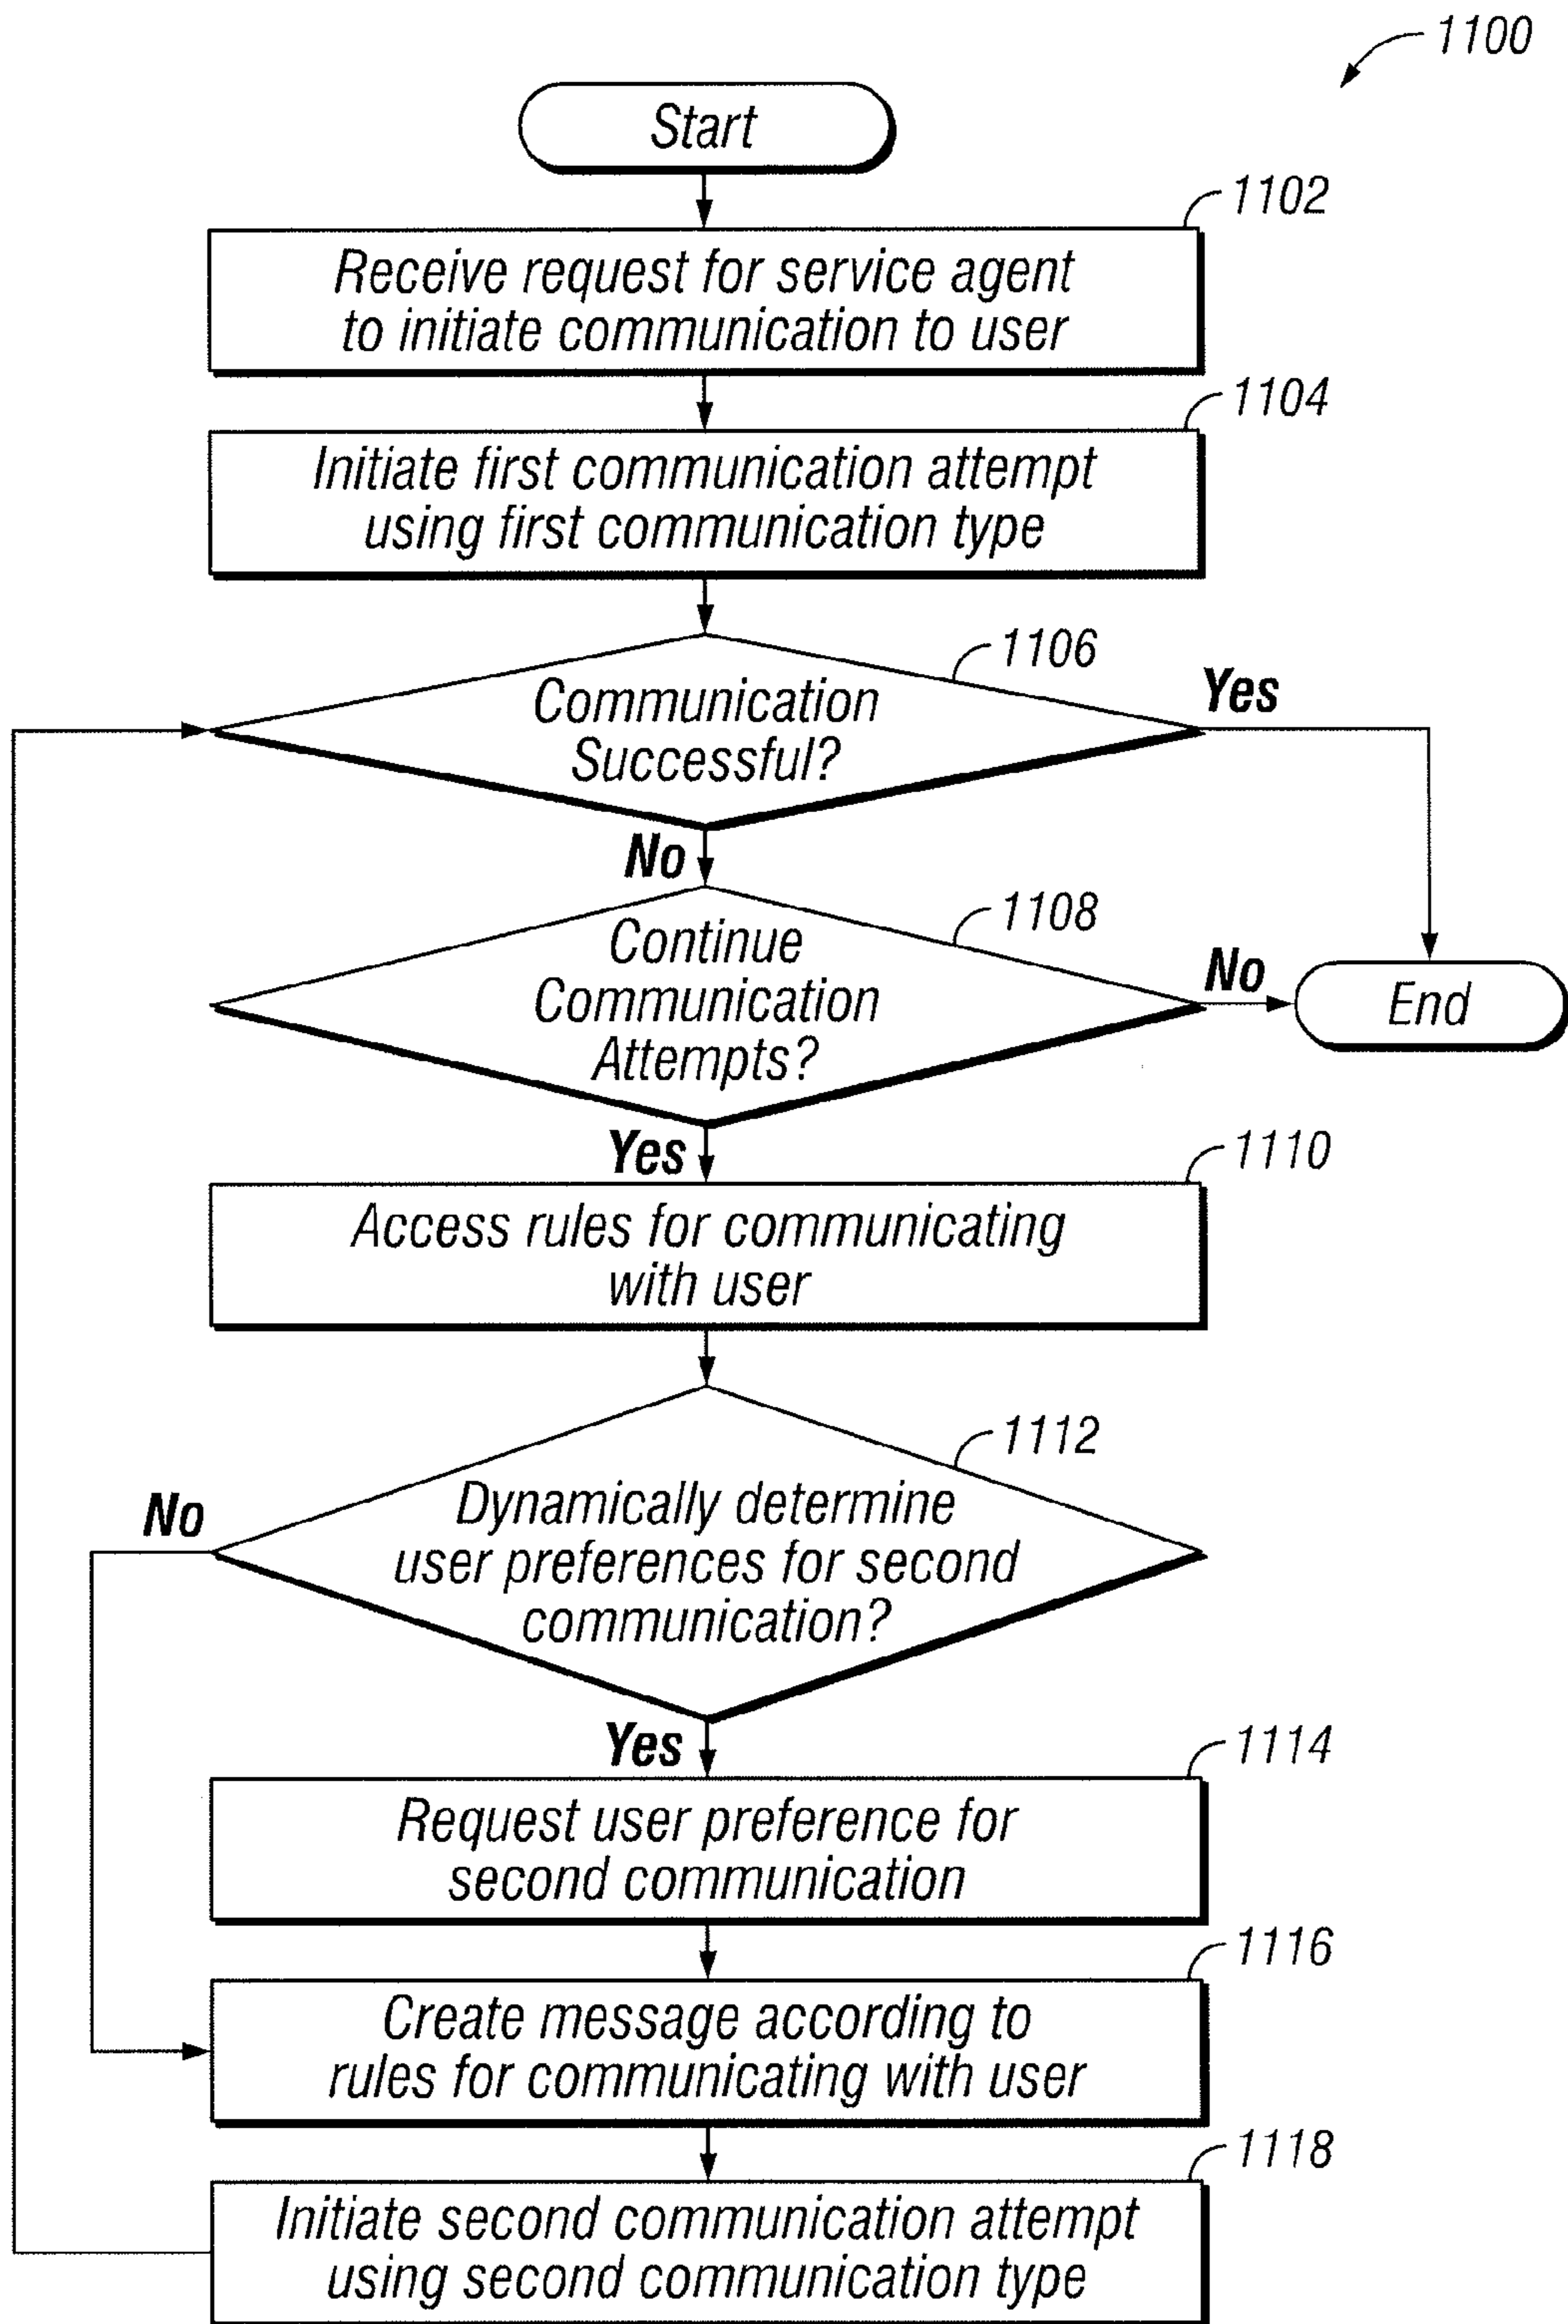 1100
Start
1102
Receive request for service agent
to initiate communication to user
1104
Initiate first communication attempt
using first communication type
1106
Communication
Successful?
Yes
No
1108
Continue
Communication
Attempts?
No
End
Yes
1110
Access rules for communicating
with user
1112
Dynamically determine
user preferences for second
communication?
No
Yes
1114
Request user preference for
second communication
1116
Create message according to
rules for communicating with user
1118
Initiate second communication attempt
using second communication type